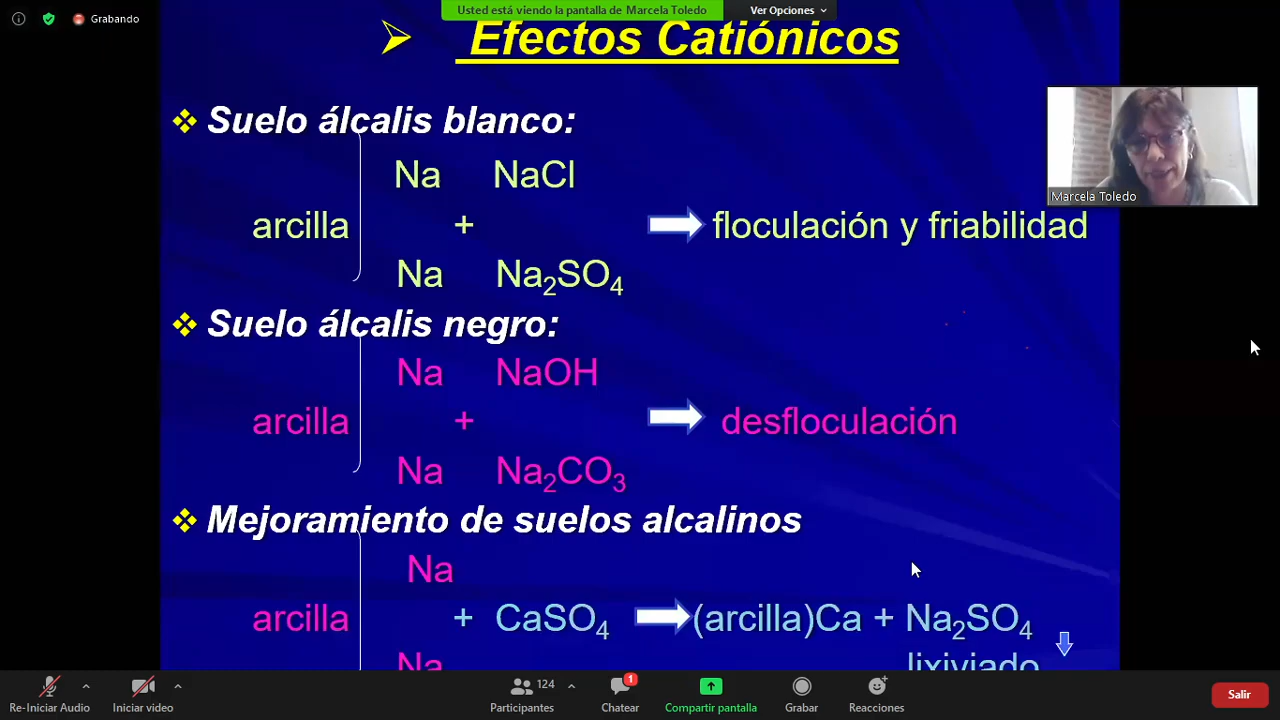 Grabando
Usted está viendo la pantalla de Marcela Toledo
Ver Opciones
Efectos Catiónicos
Suelo álcalis blanco:
Na NaCl
arcilla + floculación y friabilidad
Na Na₂SO₄
Marcela Toledo
Suelo álcalis negro:
Na NaOH
arcilla + desfloculación
Na Na₂CO₃
Mejoramiento de suelos alcalinos
Na
arcilla + CaSO₄ (arcilla)Ca + Na₂SO₄
Na lixiviado
Re-Iniciar Audio
Iniciar video
124
Participantes
1
Chatear
Compartir pantalla
Grabar
Reacciones
Salir